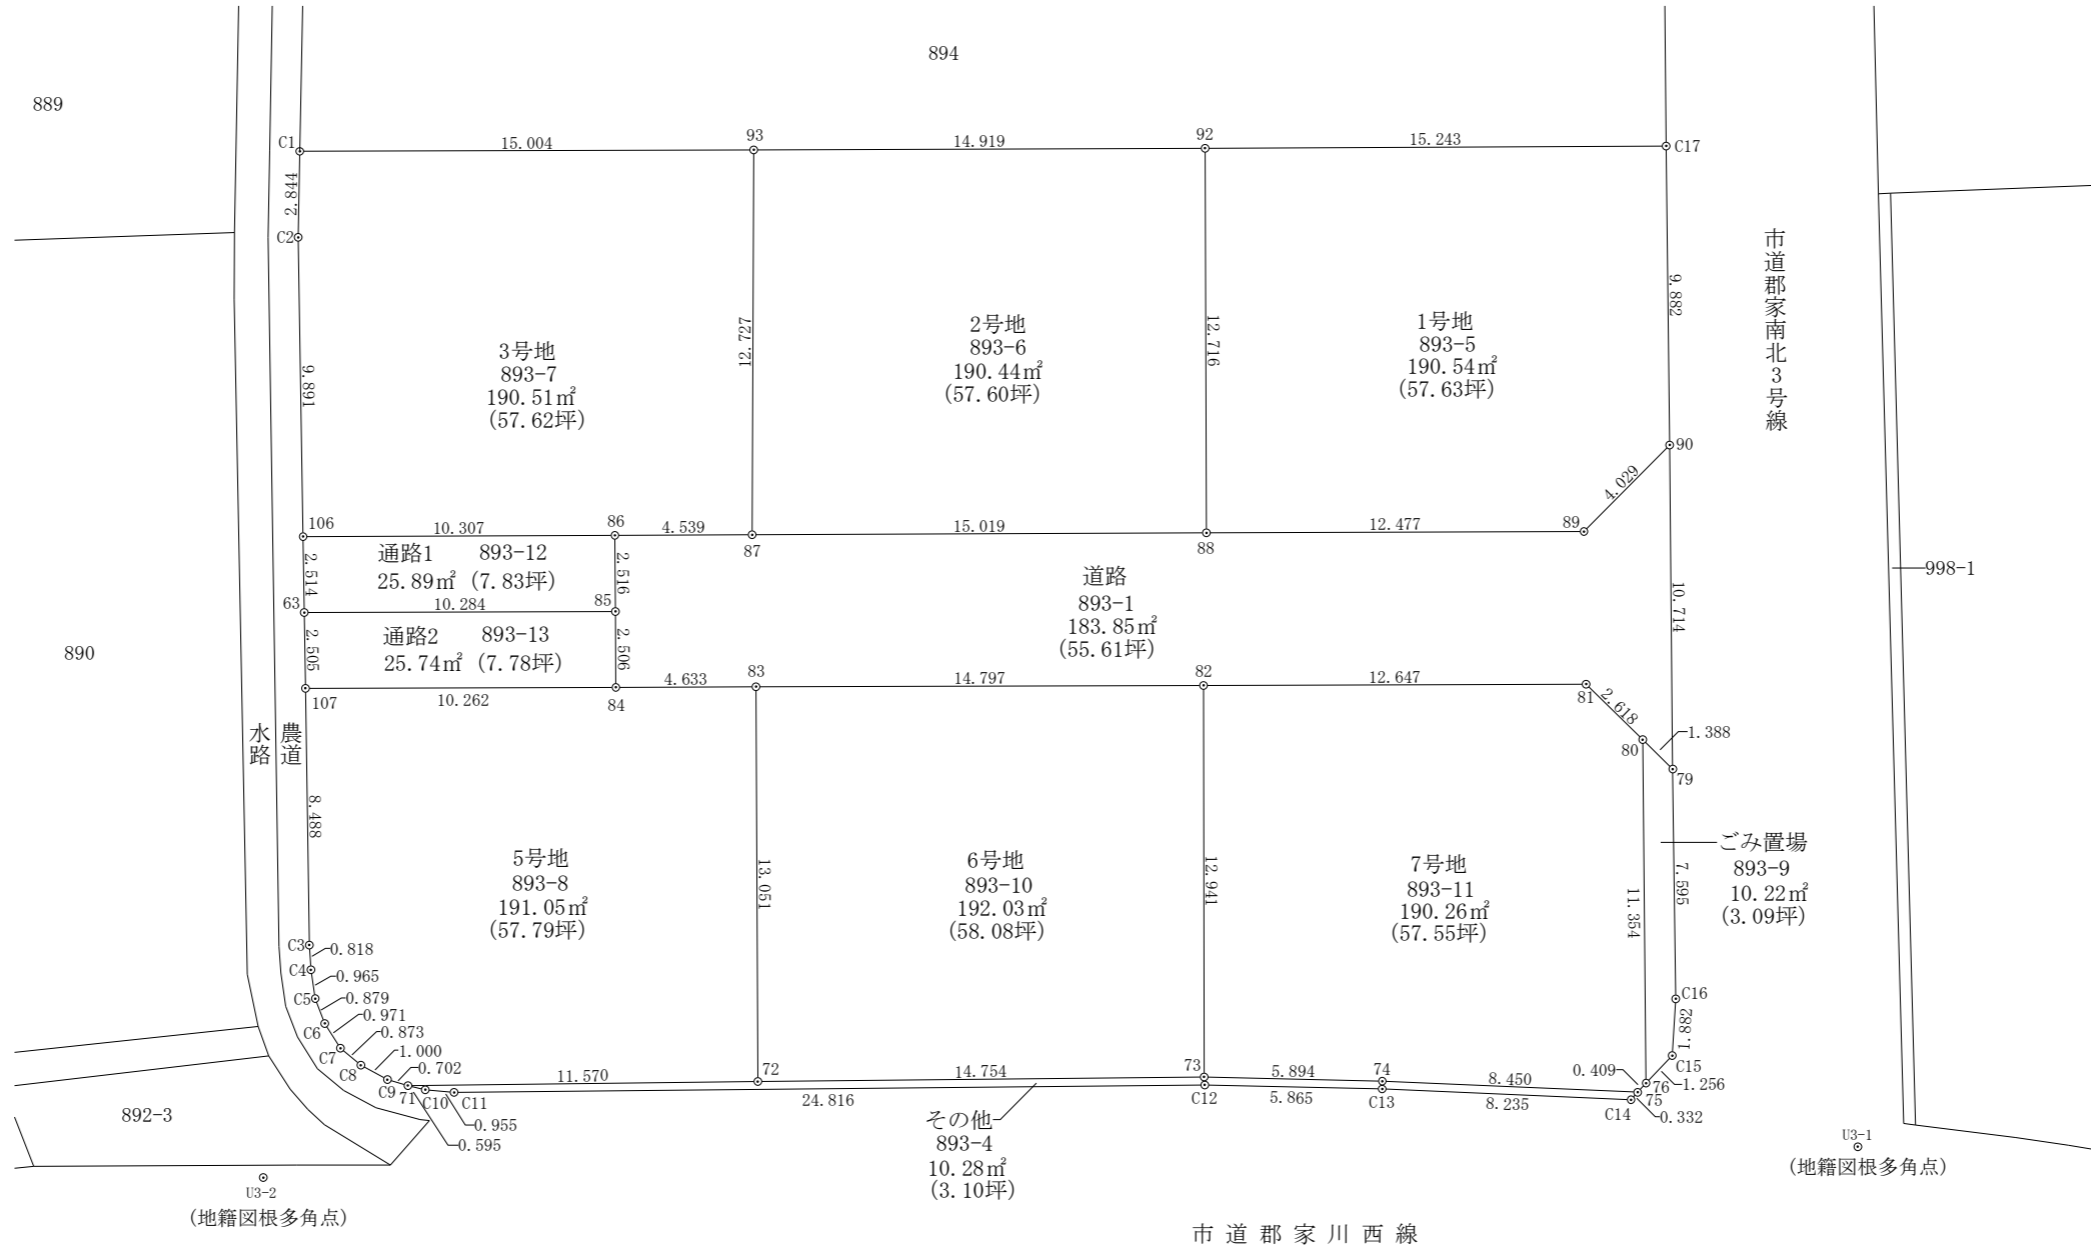 894
889
C1
15.004
93
14.919
92
15.243
C17
2.844
C2
市道郡家南北3号線
9.882
3号地
893-7
190.51㎡
(57.62坪)
9.891
12.727
2号地
893-6
190.44㎡
(57.60坪)
12.716
1号地
893-5
190.54㎡
(57.63坪)
90
4.029
106
10.307
86
4.539
87
15.019
88
12.477
89
通路1 893-12
25.89㎡ (7.83坪)
2.514
2.516
63
10.284
85
通路2 893-13
25.74㎡ (7.78坪)
2.505
2.506
道路
893-1
183.85㎡
(55.61坪)
10.714
998-1
890
107
10.262
84
4.633
83
14.797
82
12.647
81
2.618
80
1.388
79
水路
農道
8.488
5号地
893-8
191.05㎡
(57.79坪)
13.051
6号地
893-10
192.03㎡
(58.08坪)
12.941
7号地
893-11
190.26㎡
(57.55坪)
11.354
ごみ置場
893-9
10.22㎡
(3.09坪)
7.595
C3
0.818
C4
0.965
C5
0.879
C6
0.971
C7
0.873
C8
1.000
C9
0.702
71
C10
C11
0.955
0.595
11.570
72
14.754
73
5.894
74
8.450
0.409
76
75
C16
1.882
C15
1.256
24.816
C12
5.865
C13
8.235
C14
0.332
その他
893-4
10.28㎡
(3.10坪)
892-3
U3-2
(地籍図根多角点)
U3-1
(地籍図根多角点)
市道郡家川西線